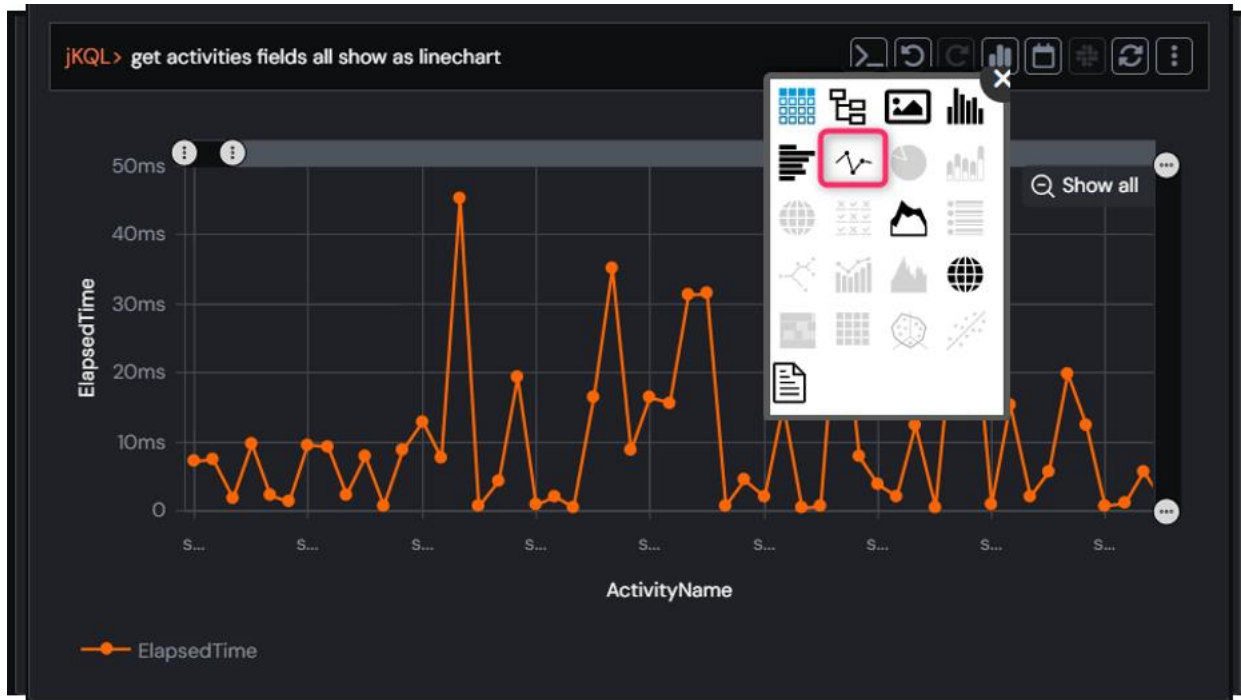 jKQL> get activities fields all show as linechart
50ms
Show all
40ms
30ms
20ms
10ms
0
ElapsedTime
s... s... s... s... s... s... s... s... s...
ActivityName
ElapsedTime